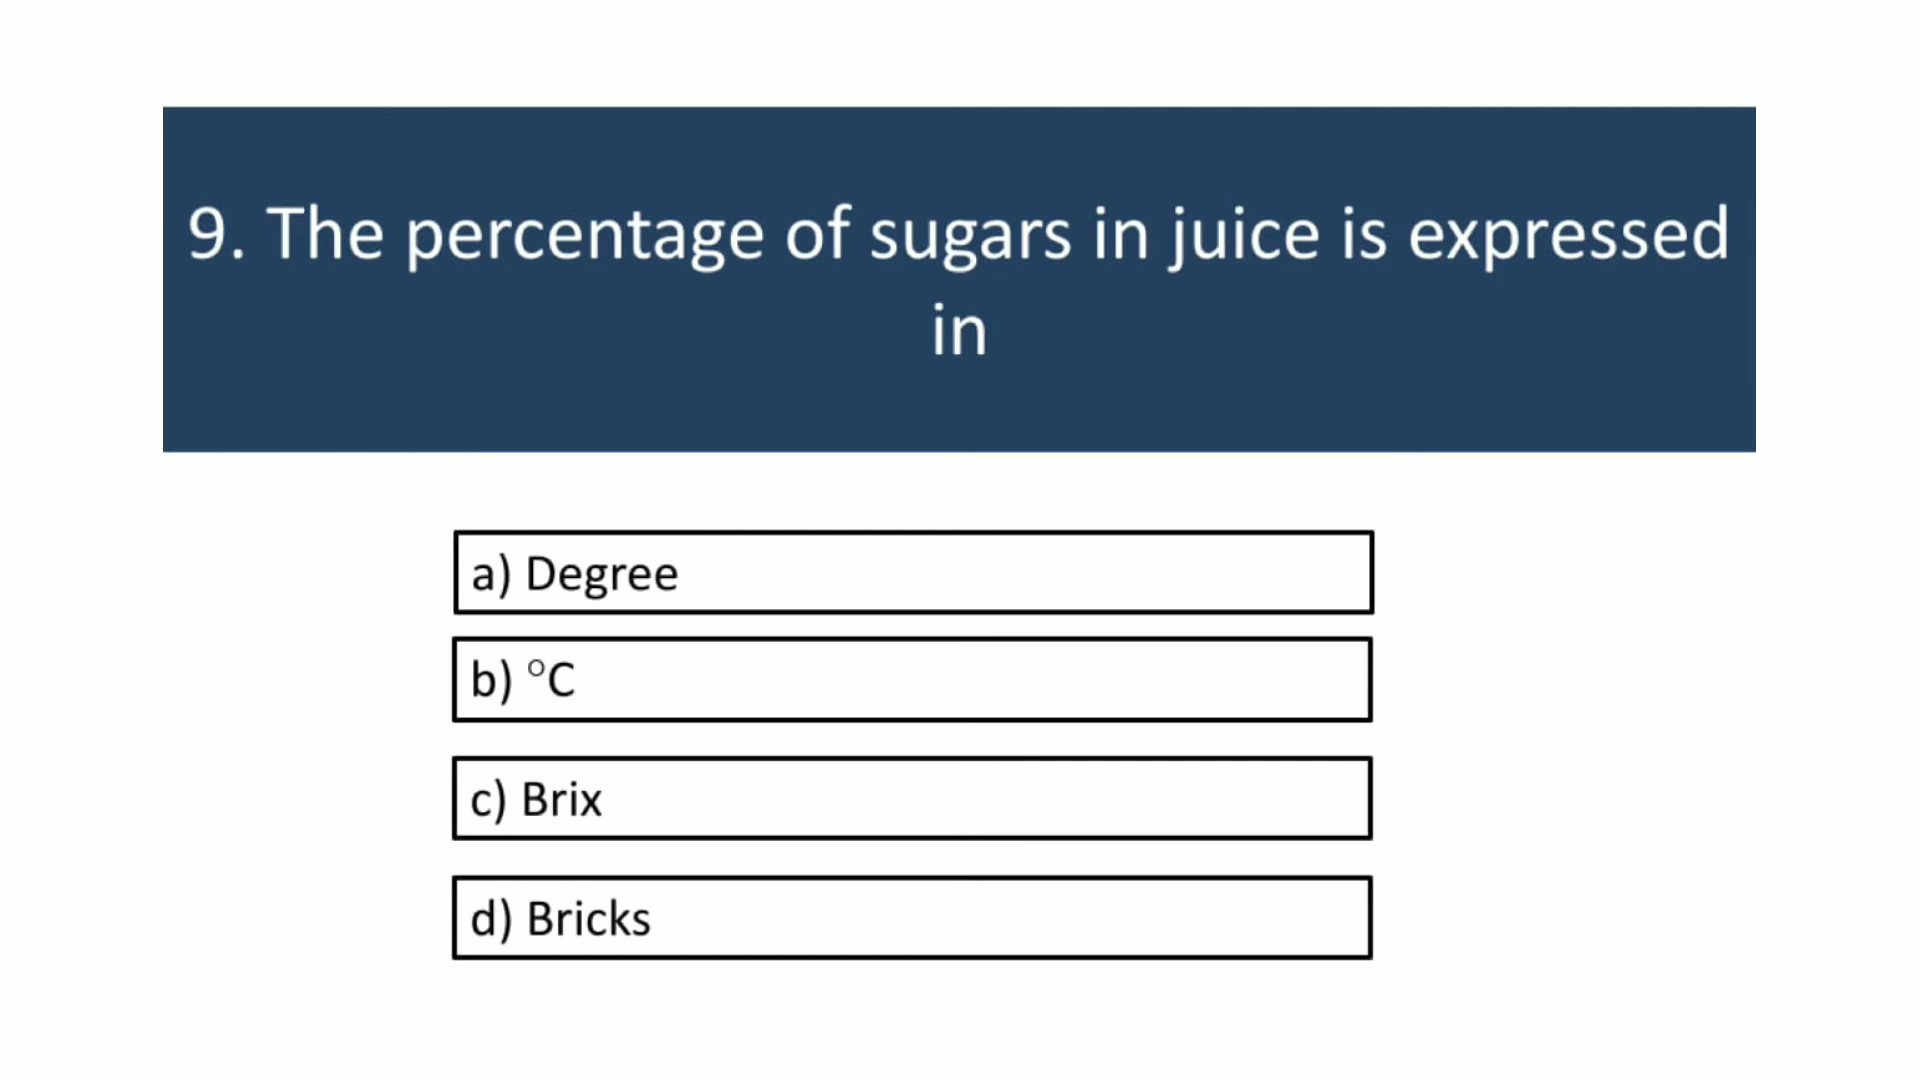 9. The percentage of sugars in juice is expressed
in
a) Degree
b) °C
c) Brix
d) Bricks